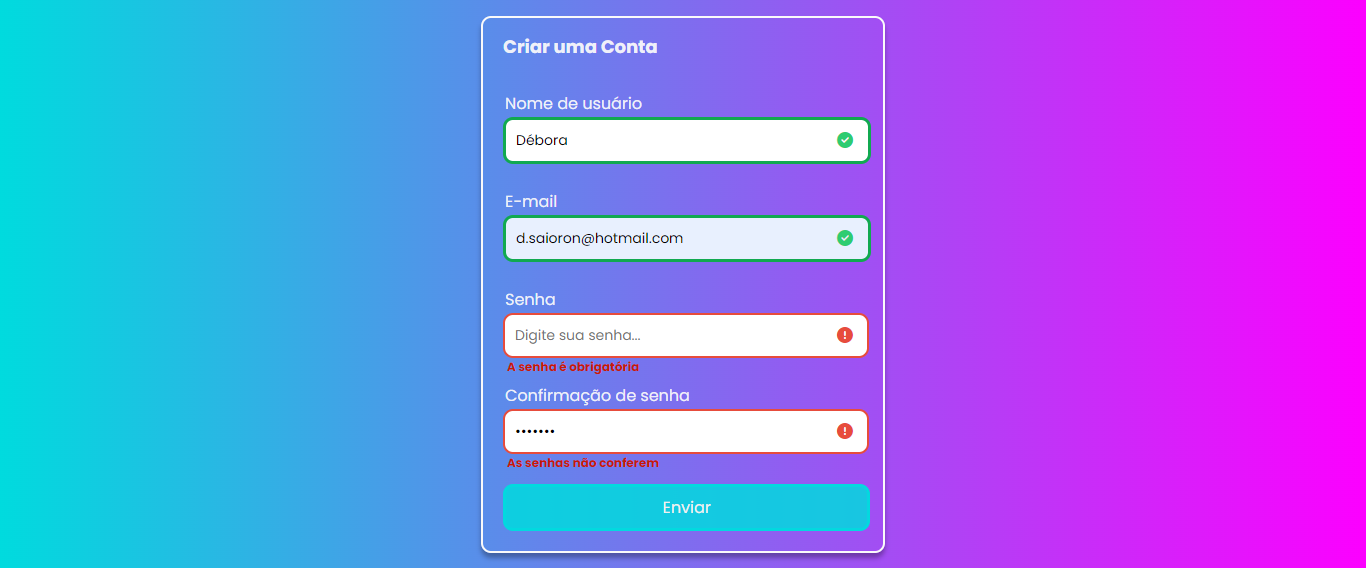 Criar uma Conta
Nome de usuário
Débora
E-mail
d.saioron@hotmail.com
Senha
Digite sua senha...
A senha é obrigatória
Confirmação de senha
•••••••
As senhas não conferem
Enviar